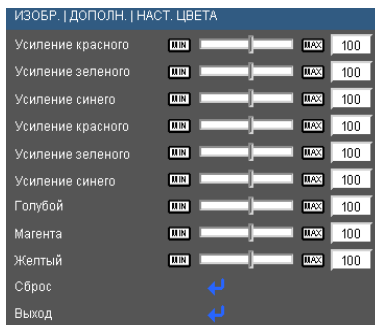 ИЗОБР. | ДОПОЛН. | НАСТ. ЦВЕТА
Усиление красного MIN MAX 100
Усиление зеленого MIN MAX 100
Усиление синего MIN MAX 100
Усиление красного MIN MAX 100
Усиление зеленого MIN MAX 100
Усиление синего MIN MAX 100
Голубой MIN MAX 100
Магента MIN MAX 100
Желтый MIN MAX 100
Сброс
Выход